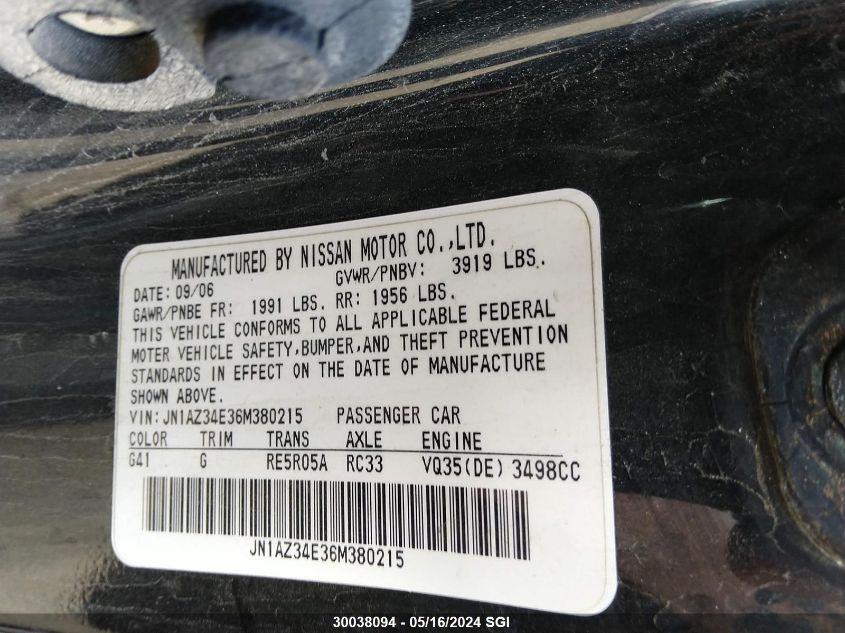 MANUFACTURED BY NISSAN MOTOR CO.,LTD.
DATE: 09/06 GVWR/PNBV: 3919 LBS.
GAWR/PNBE FR: 1991 LBS. RR: 1956 LBS.
THIS VEHICLE CONFORMS TO ALL APPLICABLE FEDERAL
MOTER VEHICLE SAFETY,BUMPER,AND THEFT PREVENTION
STANDARDS IN EFFECT ON THE DATE OF MANUFACTURE
SHOWN ABOVE.
VIN:JN1AZ34E36M380215 PASSENGER CAR
COLOR TRIM TRANS AXLE ENGINE
G41 G RE5R05A RC33 VQ35(DE) 3498CC
JN1AZ34E36M380215
30038094 - 05/16/2024 SGI